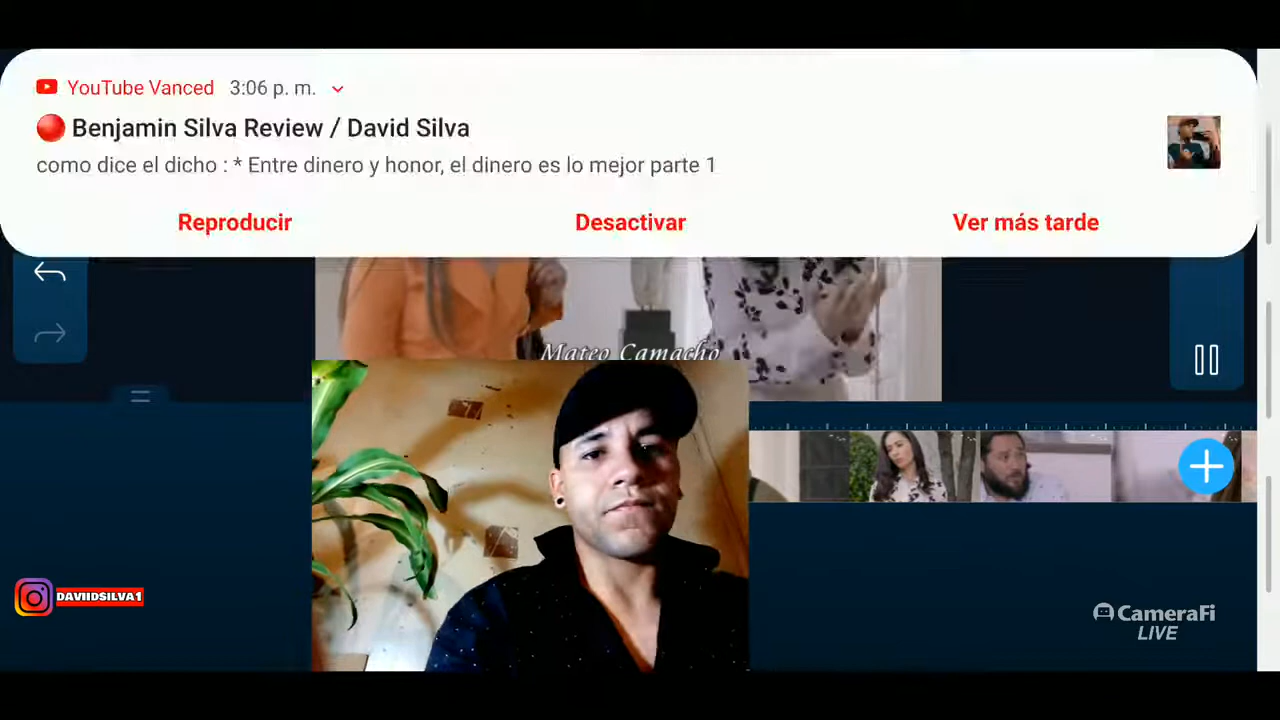 YouTube Vanced 3:06 p. m.
Benjamin Silva Review / David Silva
como dice el dicho : * Entre dinero y honor, el dinero es lo mejor parte 1
Reproducir Desactivar Ver más tarde
Mateo Camacho
DAVIIDSILVA1
CameraFi
LIVE